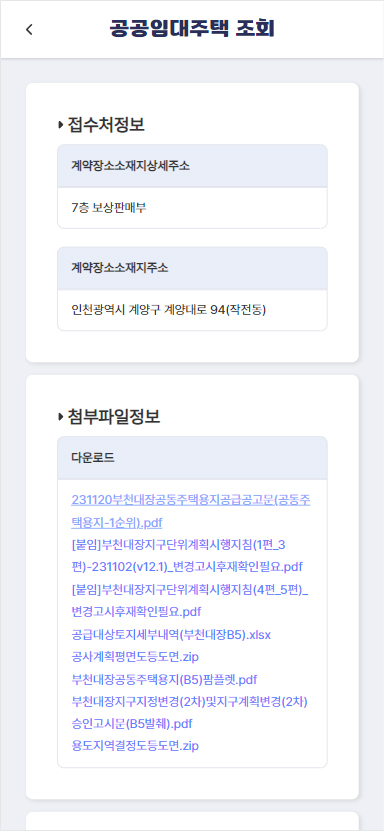 공공임대주택 조회
접수처정보
계약장소소재지상세주소
7층 보상판매부
계약장소소재지주소
인천광역시 계양구 계양대로 94(작전동)
첨부파일정보
다운로드
231120부천대장공동주택용지공급공고문(공동주
택용지-1순위).pdf
[붙임]부천대장지구단위계획시행지침(1편_3
편)-231102(v12.1)_변경고시후재확인필요.pdf
[붙임]부천대장지구단위계획시행지침(4편_5편)_
변경고시후재확인필요.pdf
공급대상토지세부내역(부천대장B5).xlsx
공사계획평면도등도면.zip
부천대장공동주택용지(B5)팜플렛.pdf
부천대장지구지정변경(2차)및지구계획변경(2차)
승인고시문(B5발췌).pdf
용도지역결정도등도면.zip